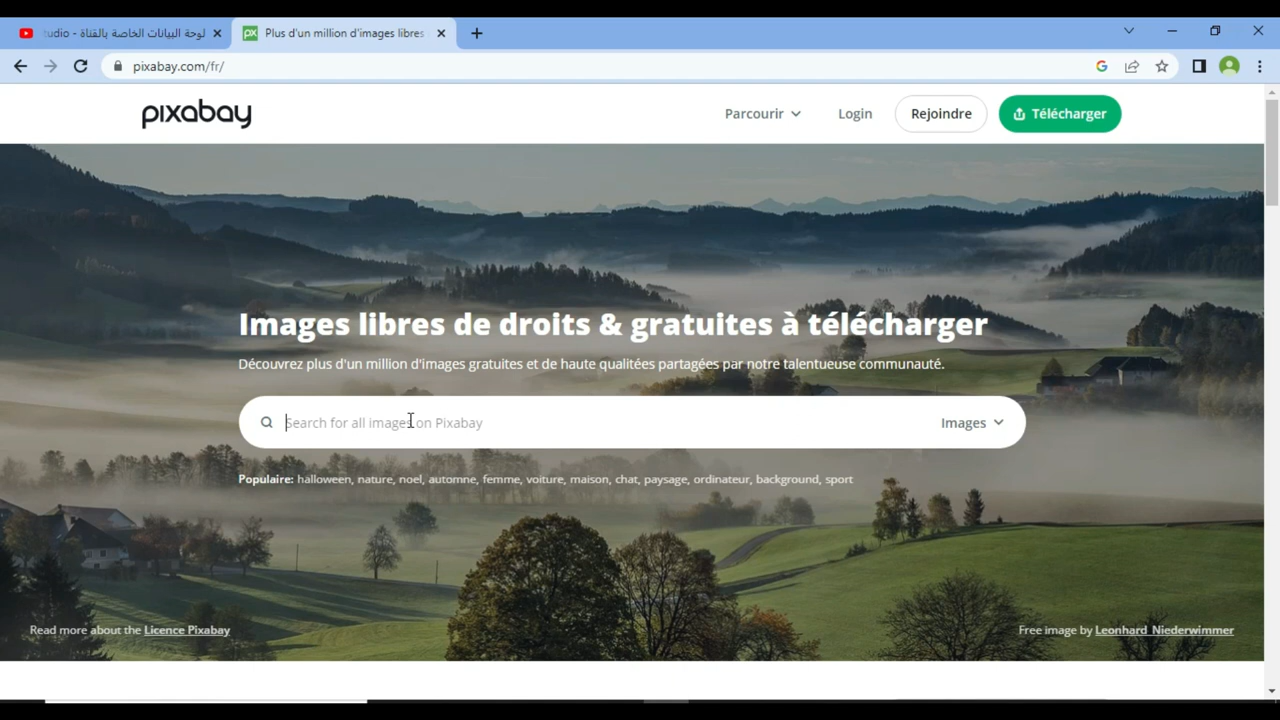 لوحة البيانات الخاصة بالقناة - tudio
Plus d'un million d'images libres
pixabay.com/fr/
pixabay
Parcourir
Login
Rejoindre
Télécharger
Images libres de droits & gratuites à télécharger
Découvrez plus d'un million d'images gratuites et de haute qualitées partagées par notre talentueuse communauté.
Search for all images on Pixabay
Images
Populaire: halloween, nature, noel, automne, femme, voiture, maison, chat, paysage, ordinateur, background, sport
Read more about the Licence Pixabay
Free image by Leonhard_Niederwimmer